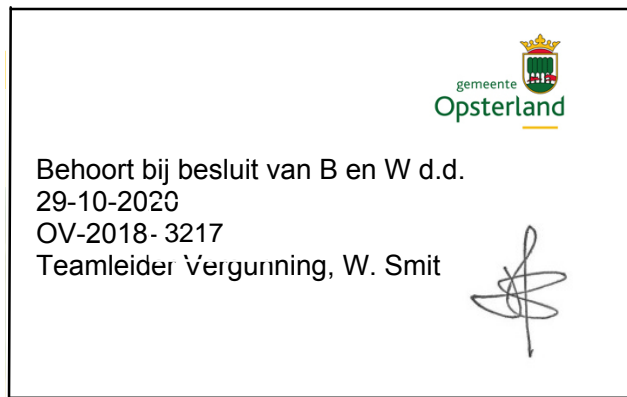 gemeente
Opsterland
Behoort bij besluit van B en W d.d.
29-10-2020
OV-2018- 3217
Teamleider Vergunning, W. Smit